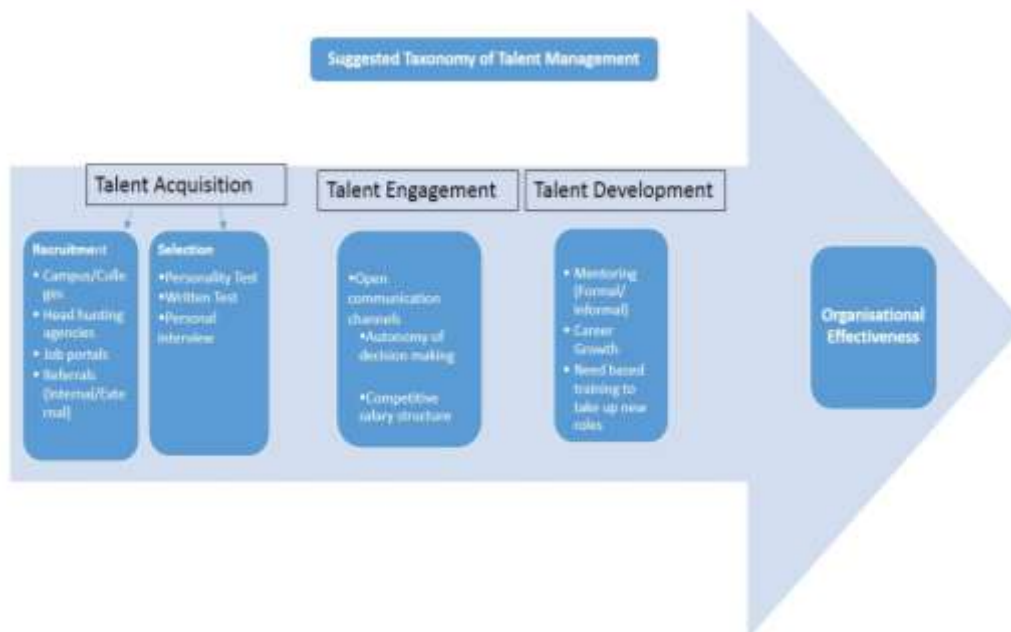 Suggested Taxonomy of Talent Management
Talent Acquisition
Talent Engagement
Talent Development
Recruitment
• Campus/Colle
ges
• Head hunting
agencies
• Job portals
• Referrals
(Internal/Exte
rnal)
Selection
•Personality Test
•Written Test
•Personal
interview
•Open
communication
channels
•Autonomy of
decision making
•Competitive
salary structure
• Mentoring
(Formal/
Informal)
• Career
Growth
• Need based
training to
take up new
roles
Organisational
Effectiveness